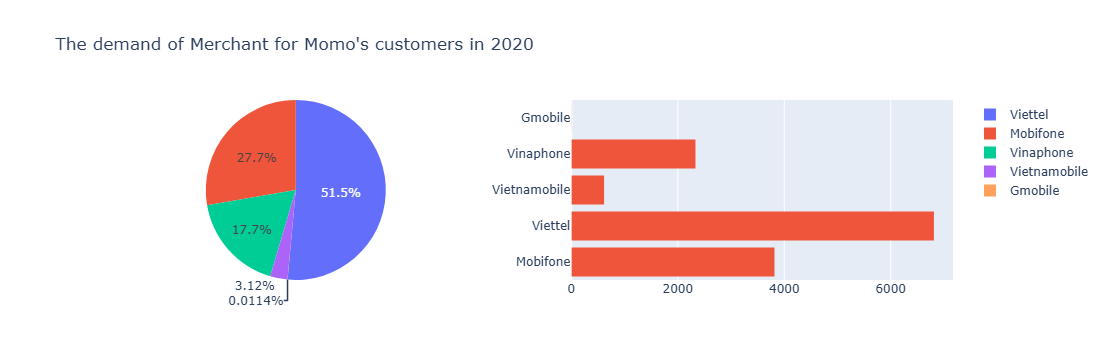 The demand of Merchant for Momo's customers in 2020
51.5%
27.7%
17.7%
3.12%
0.0114%
Gmobile
Vinaphone
Vietnamobile
Viettel
Mobifone
0 2000 4000 6000
Viettel
Mobifone
Vinaphone
Vietnamobile
Gmobile